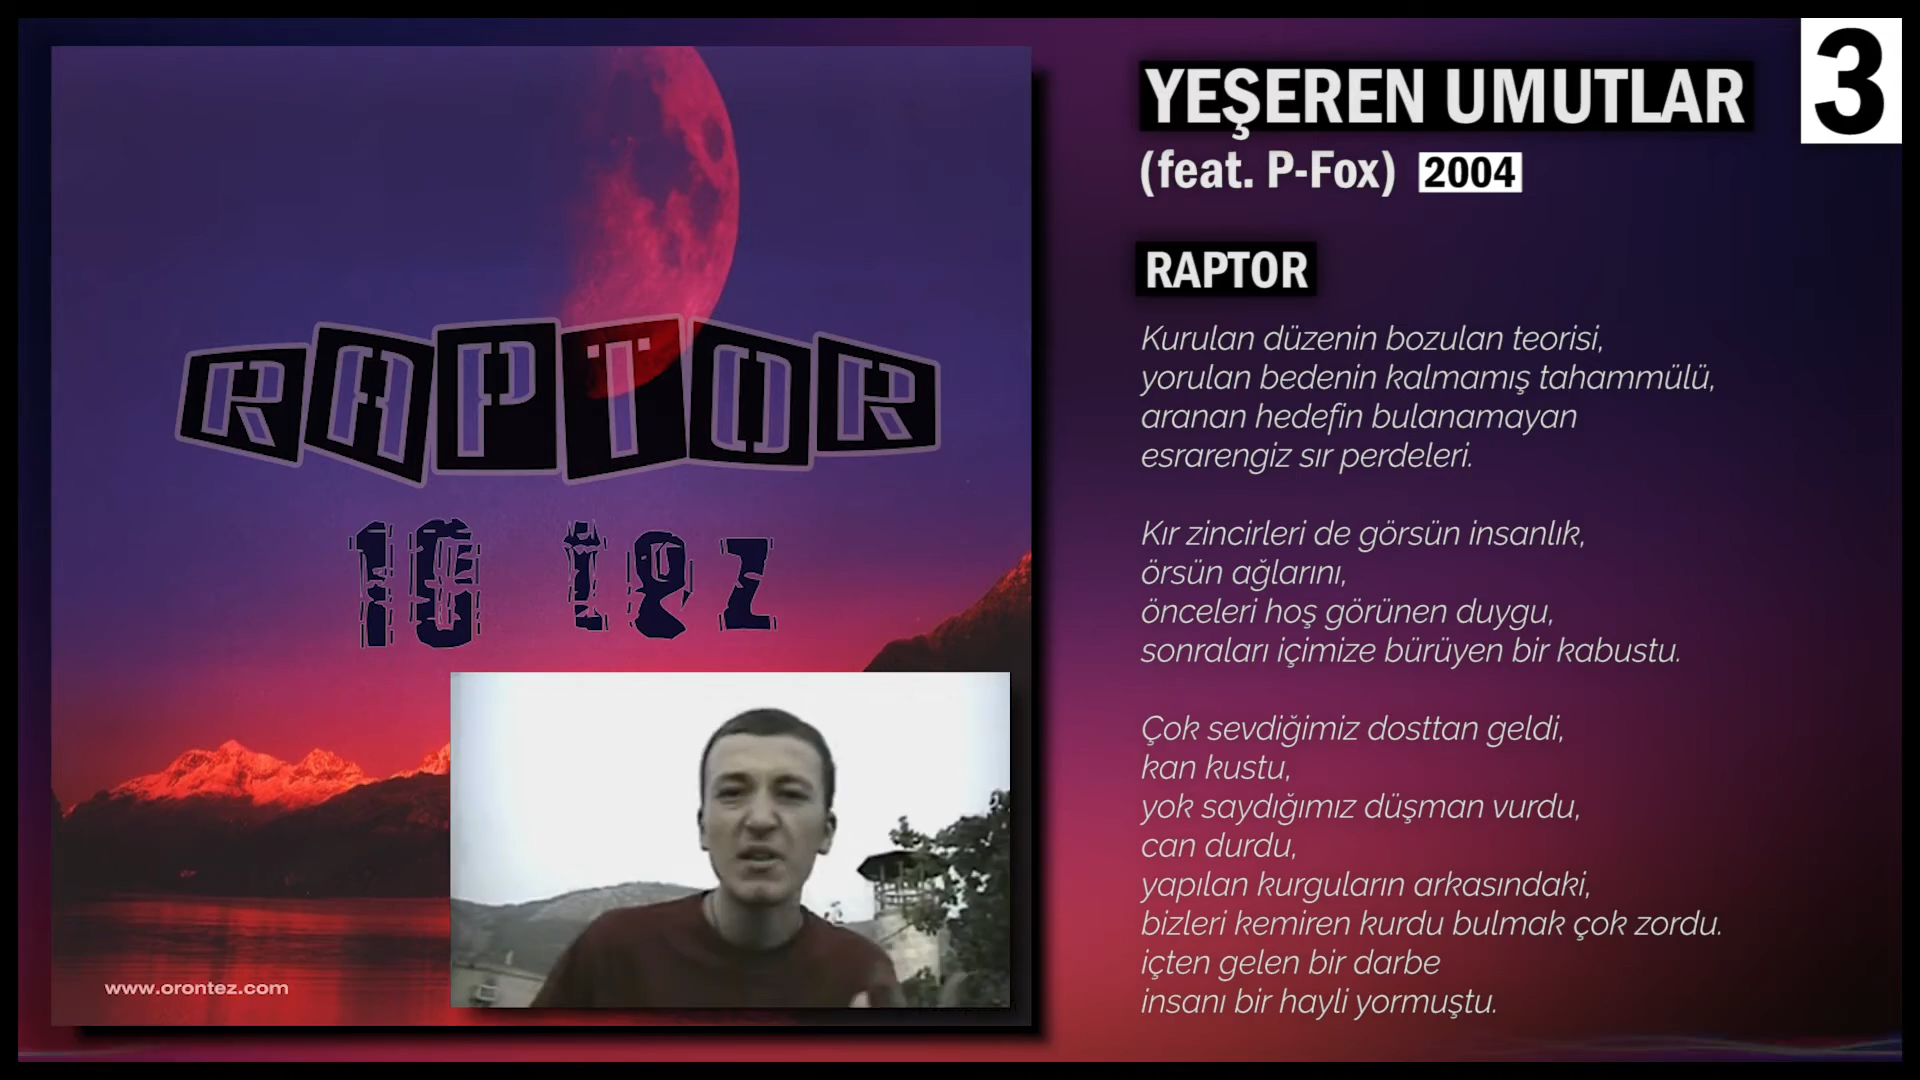 RAPTOR
10 tez
www.orontez.com
3
YEŞEREN UMUTLAR
(feat. P-Fox) 2004
RAPTOR
Kurulan düzenin bozulan teorisi,
yorulan bedenin kalmamış tahammülü,
aranan hedefin bulanamayan
esrarengiz sır perdeleri.
Kır zincirleri de görsün insanlık,
örsün ağlarını,
önceleri hoş görünen duygu,
sonraları içimize bürüyen bir kabustu.
Çok sevdiğimiz dosttan geldi,
kan kustu,
yok saydığımız düşman vurdu,
can durdu,
yapılan kurguların arkasındaki,
bizleri kemiren kurdu bulmak çok zordu.
içten gelen bir darbe
insanı bir hayli yormuştu.